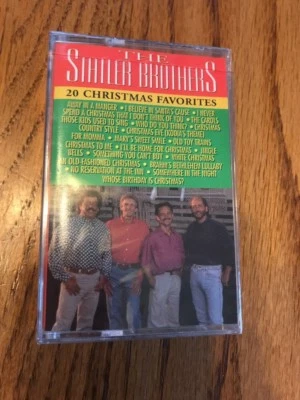 THE
STATLER BROTHERS
20 CHRISTMAS FAVORITES
AWAY IN A MANGER • I BELIEVE IN SANTA'S CAUSE • I NEVER
SPEND A CHRISTMAS THAT I DON'T THINK OF YOU • THE CAROLS
THOSE KIDS USED TO SING • WHO DO YOU THINK? • CHRISTMAS
COUNTRY STYLE • CHRISTMAS EVE (KODIA'S THEME)
FOR MOMMA • MARY'S SWEET SMILE • OLD TOY TRAINS
CHRISTMAS TO ME • I'LL BE HOME FOR CHRISTMAS • JINGLE
BELLS • SOMETHING YOU CAN'T BUY • WHITE CHRISTMAS
AN OLD FASHIONED CHRISTMAS • BRAHM'S BETHLEHEM LULLABY
• NO RESERVATION AT THE INN • SOMEWHERE IN THE NIGHT
WHOSE BIRTHDAY IS CHRISTMAS?